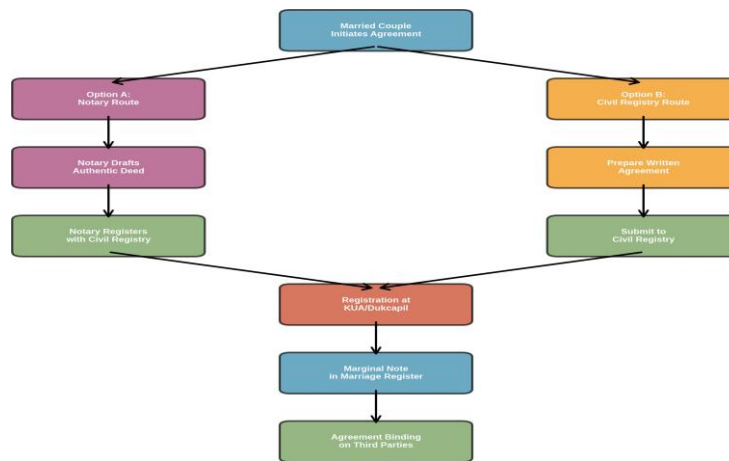 Married Couple
Initiates Agreement
Option A:
Notary Route
Option B:
Civil Registry Route
Notary Drafts
Authentic Deed
Prepare Written
Agreement
Notary Registers
with Civil Registry
Submit to
Civil Registry
Registration at
KUA/Dukcapil
Marginal Note
in Marriage Register
Agreement Binding
on Third Parties